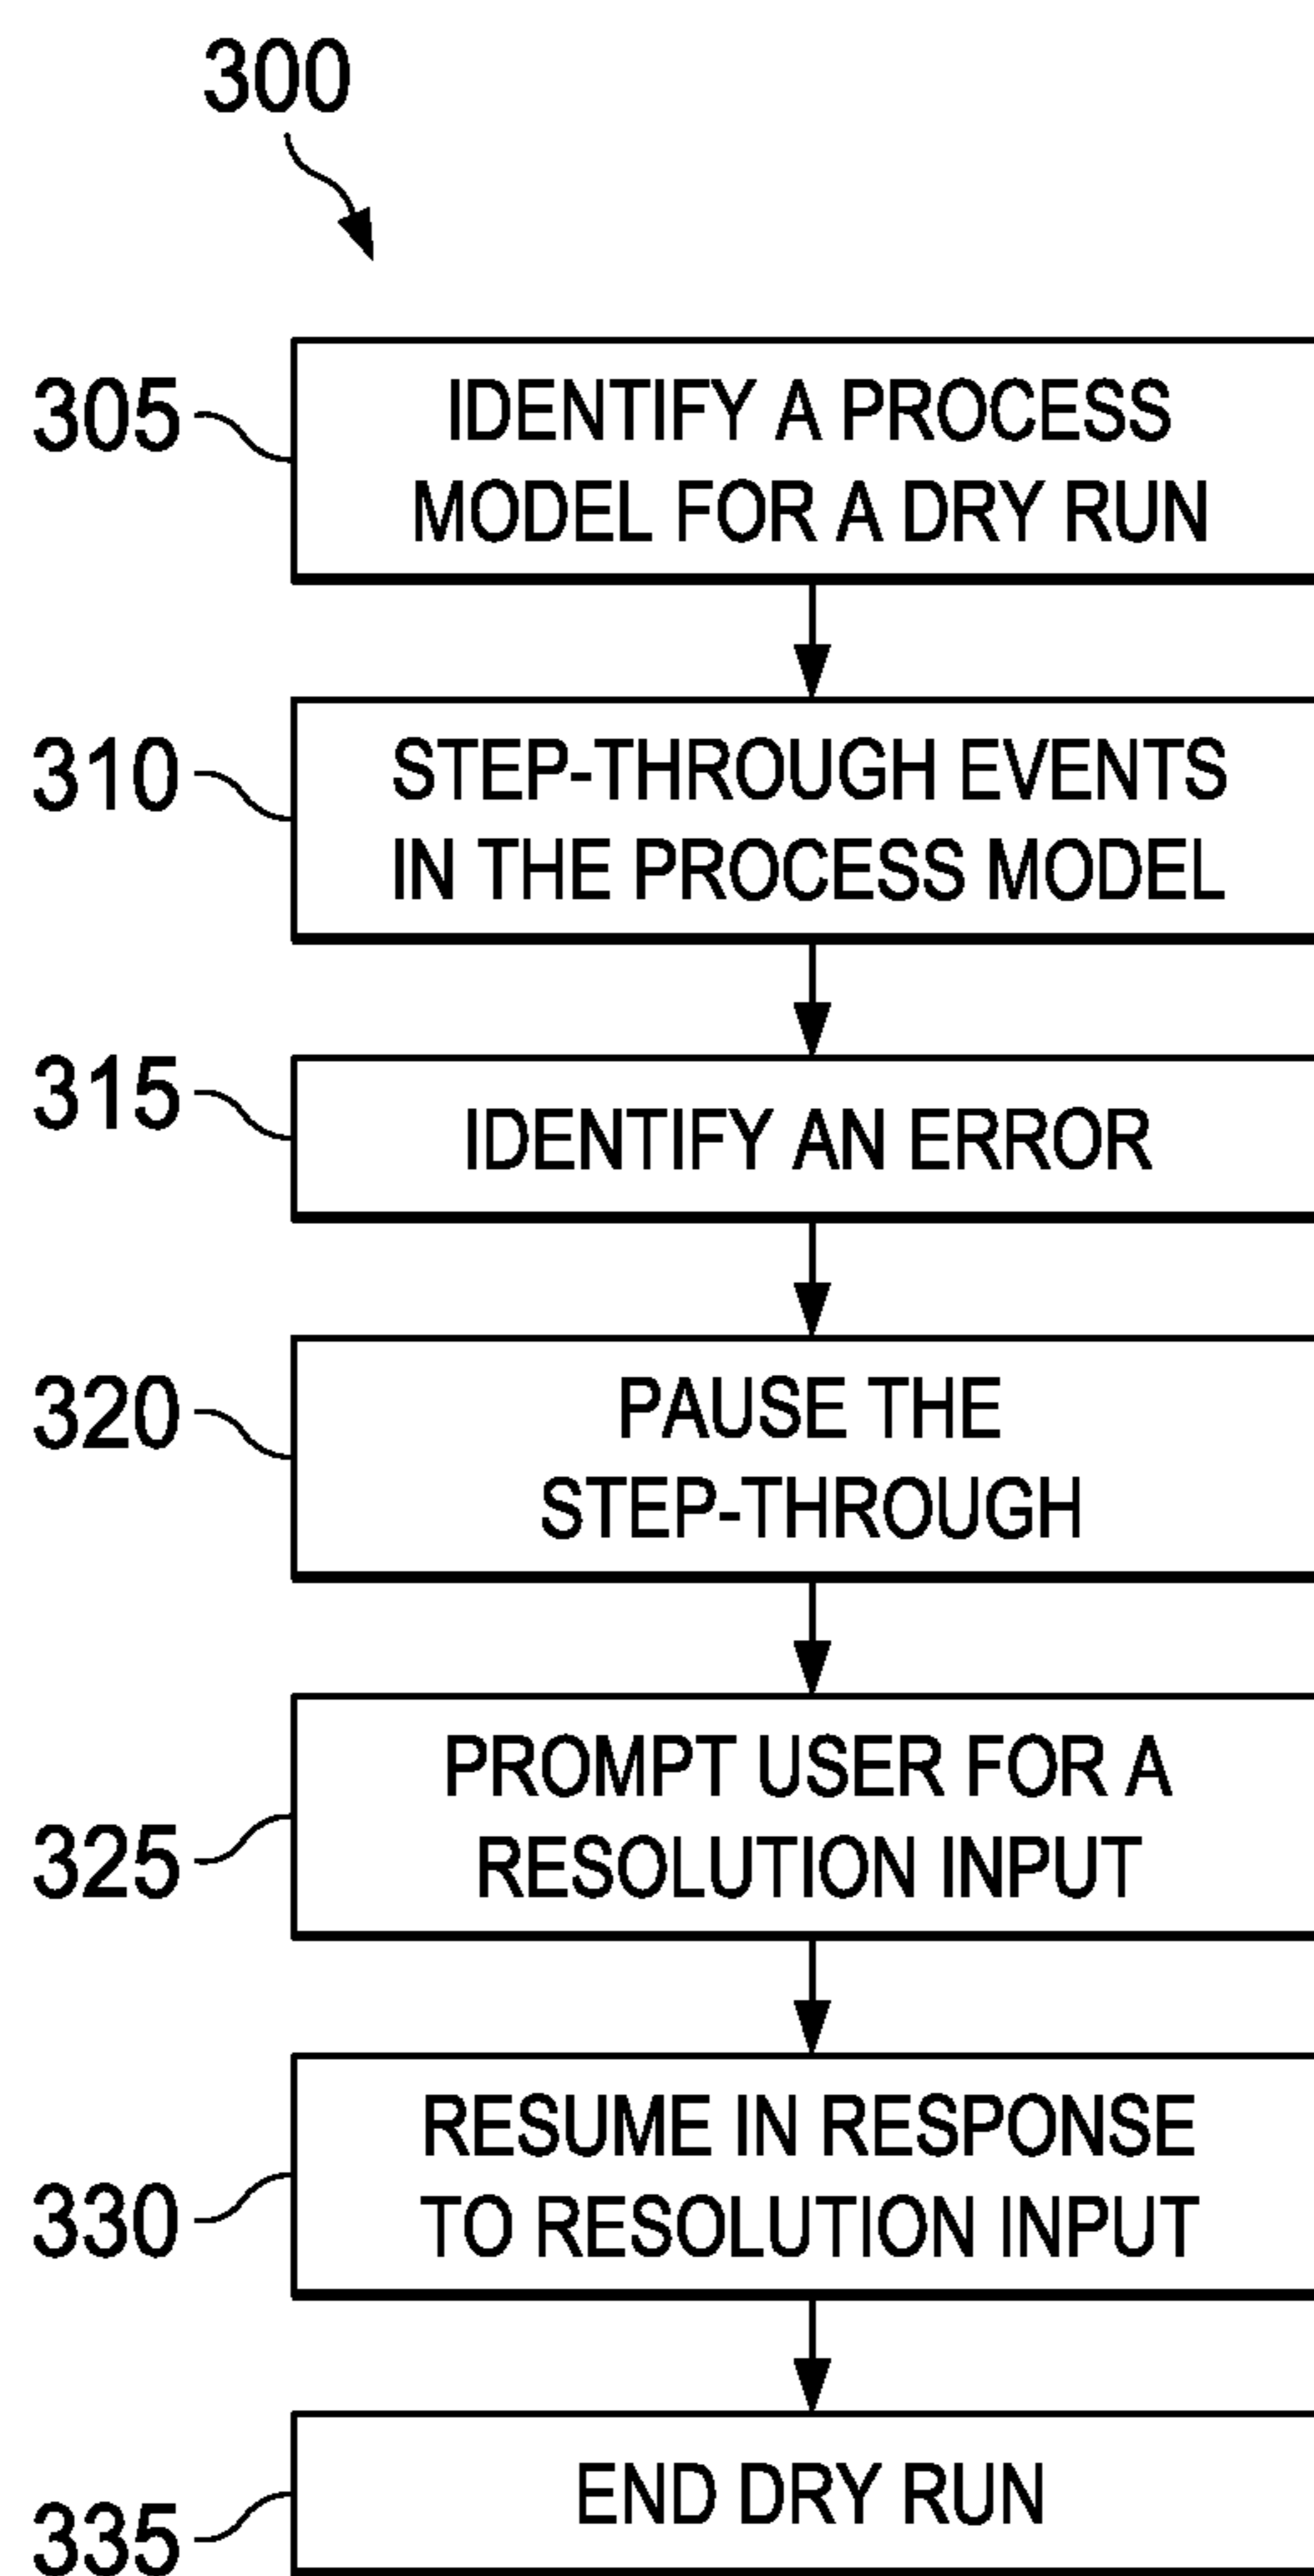 300
305
IDENTIFY A PROCESS
MODEL FOR A DRY RUN
310
STEP-THROUGH EVENTS
IN THE PROCESS MODEL
315
IDENTIFY AN ERROR
320
PAUSE THE
STEP-THROUGH
325
PROMPT USER FOR A
RESOLUTION INPUT
330
RESUME IN RESPONSE
TO RESOLUTION INPUT
335
END DRY RUN